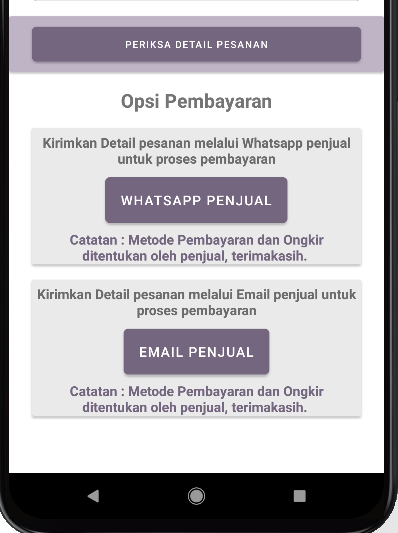 PERIKSA DETAIL PESANAN
Opsi Pembayaran
Kirimkan Detail pesanan melalui Whatsapp penjual
untuk proses pembayaran
WHATSAPP PENJUAL
Catatan : Metode Pembayaran dan Ongkir
ditentukan oleh penjual, terimakasih.
Kirimkan Detail pesanan melalui Email penjual untuk
proses pembayaran
EMAIL PENJUAL
Catatan : Metode Pembayaran dan Ongkir
ditentukan oleh penjual, terimakasih.